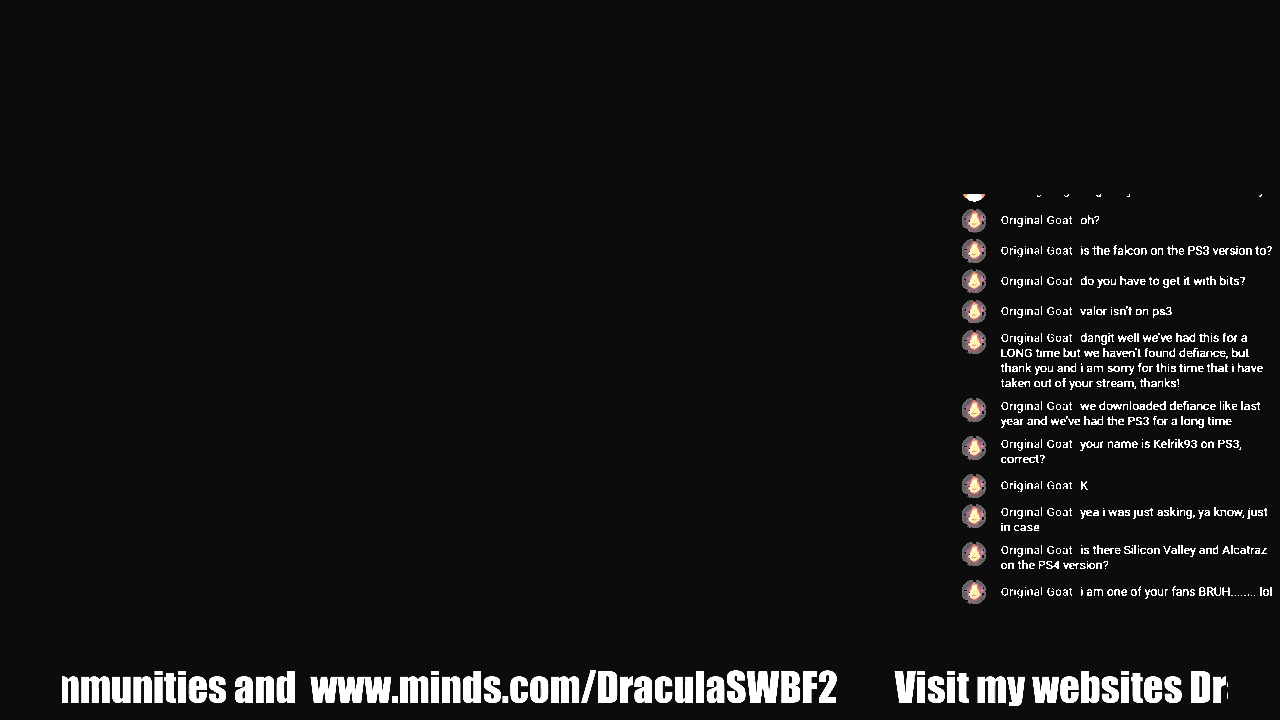 Original Goat oh?
Original Goat is the falcon on the PS3 version to?
Original Goat do you have to get it with bits?
Original Goat valor isn't on ps3
Original Goat dangit well we've had this for a
LONG time but we haven't found defiance, but
thank you and i am sorry for this time that i have
taken out of your stream, thanks!
Original Goat we downloaded defiance like last
year and we've had the PS3 for a long time
Original Goat your name is Kelrik93 on PS3,
correct?
Original Goat K
Original Goat yea i was just asking, ya know, just
in case
Original Goat is there Silicon Valley and Alcatraz
on the PS4 version?
Original Goat i am one of your fans BRUH........ lol
nmunities and www.minds.com/DraculaSWBF2 Visit my websites Dra